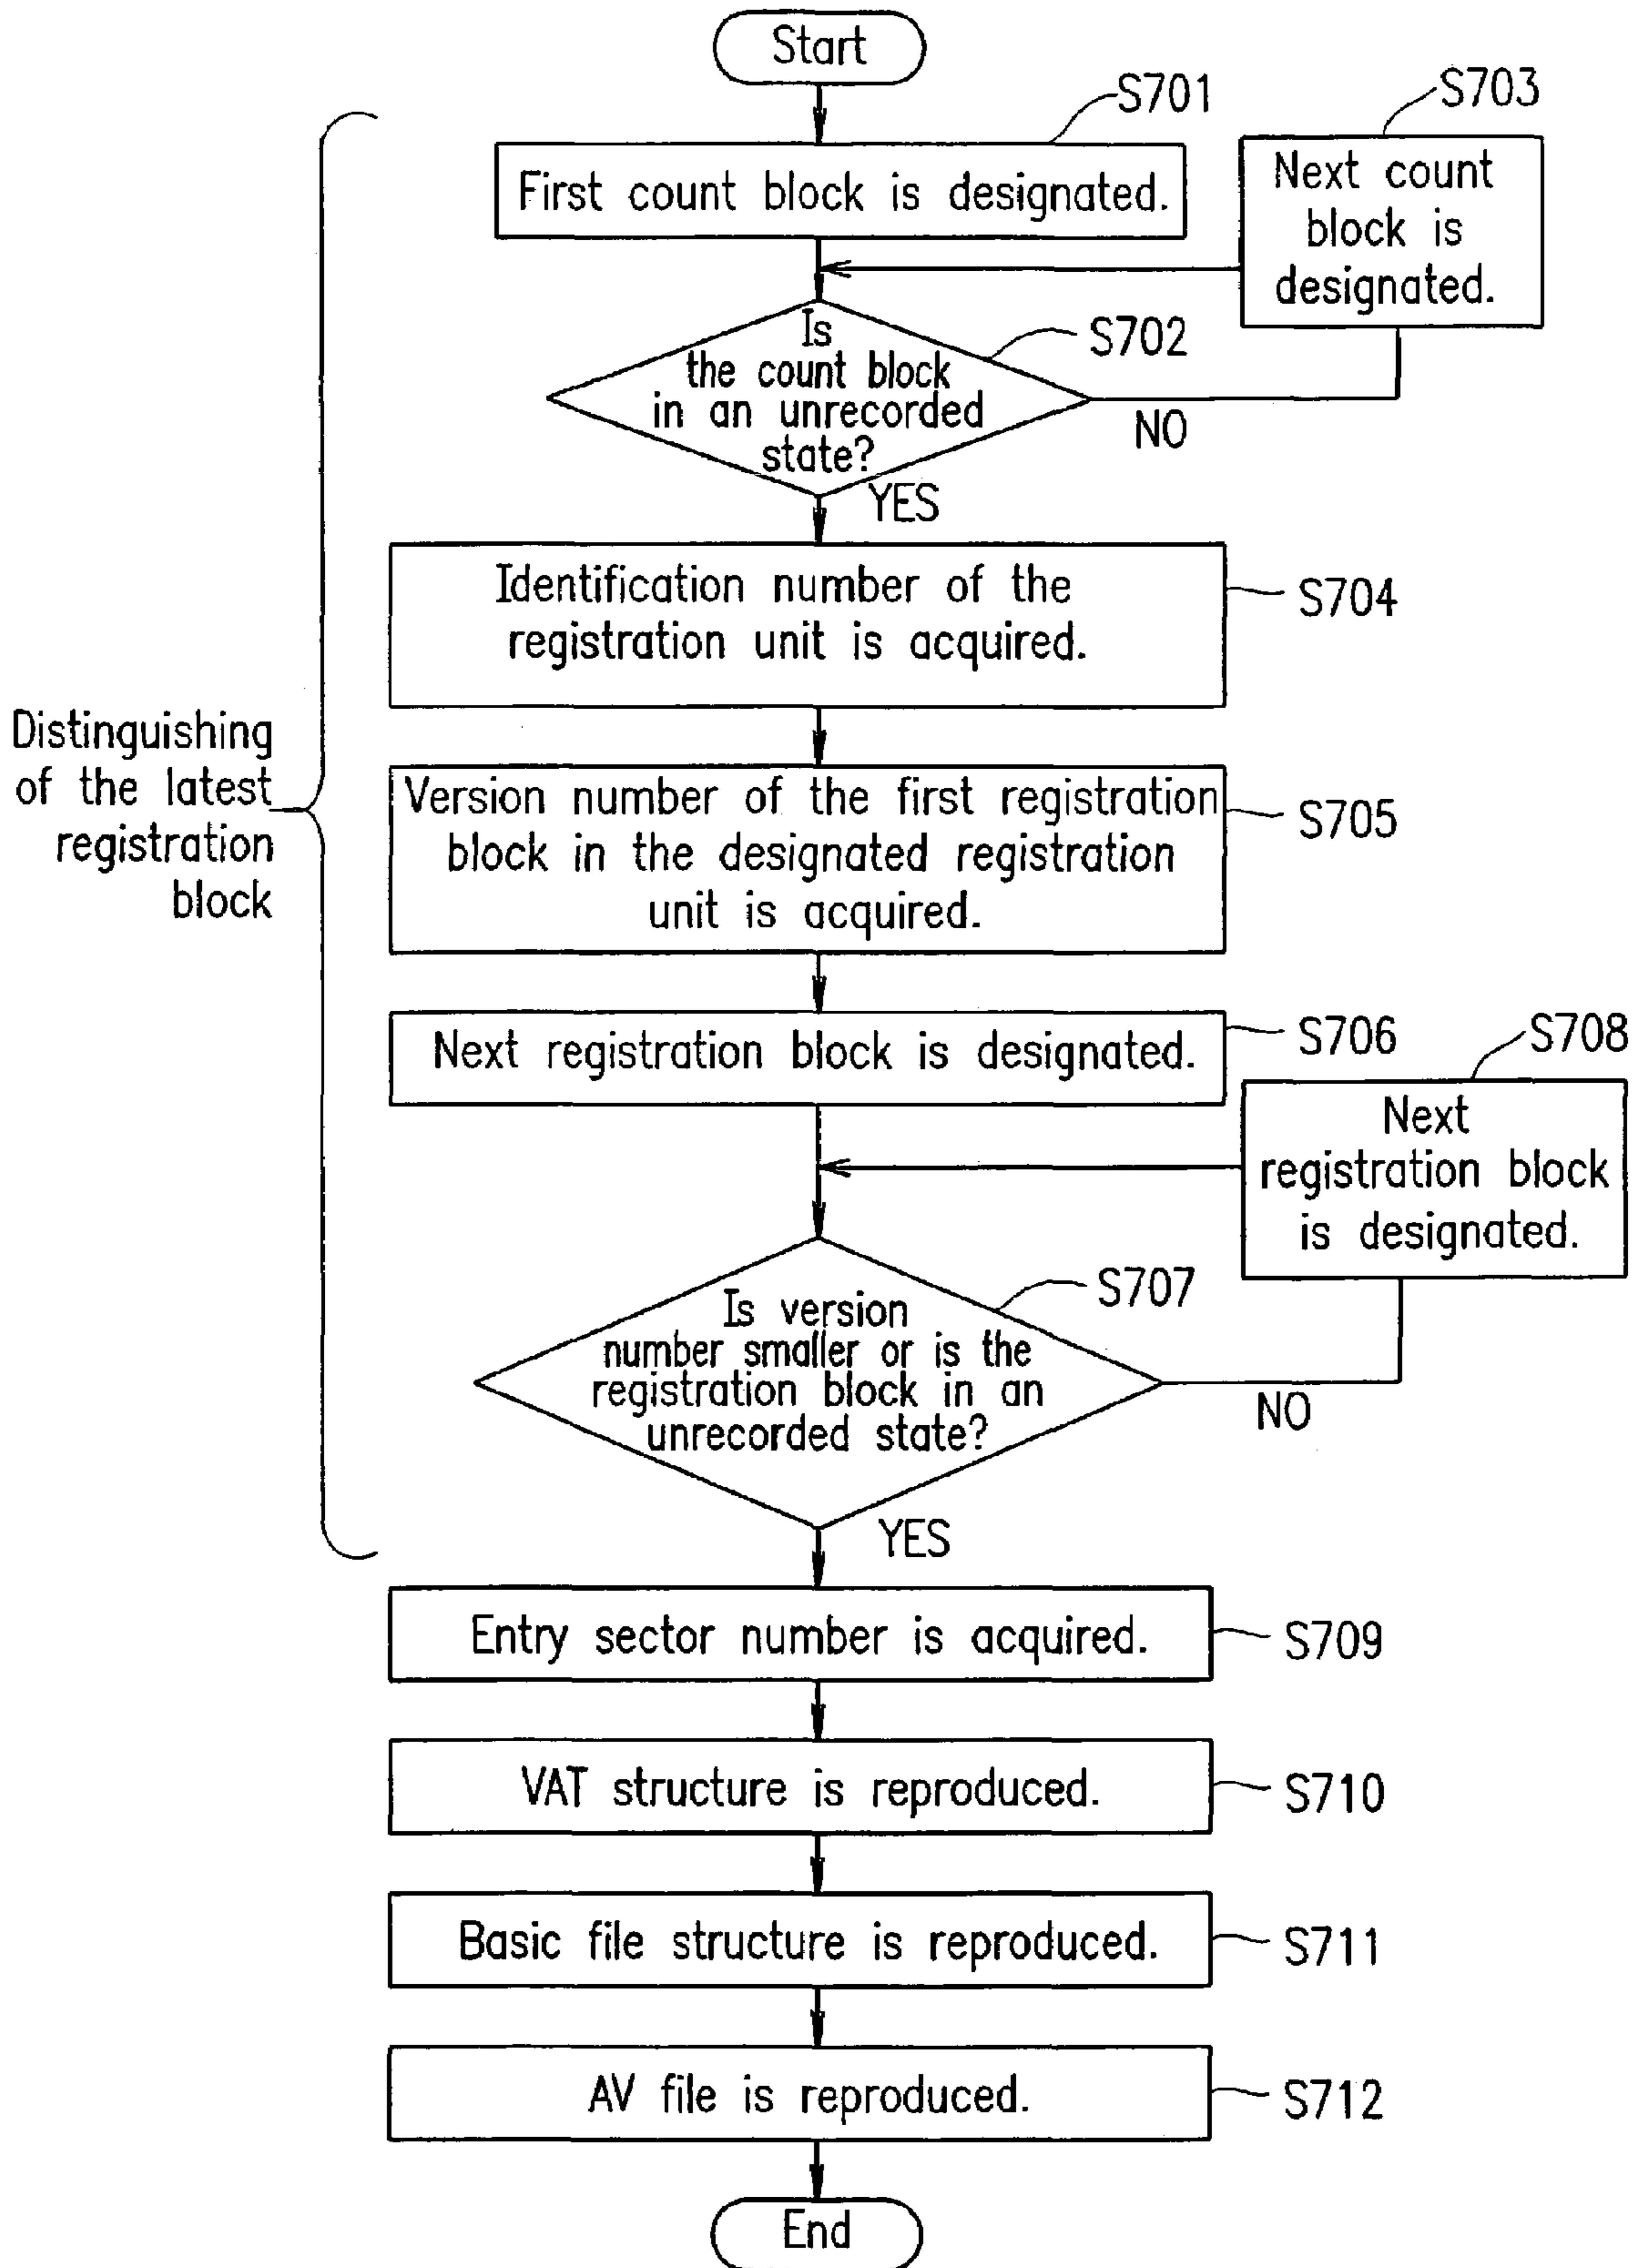 Start
S701
First count block is designated.
S703
Next count
block is
designated.
S702
Is
the count block
in an unrecorded
state?
NO
YES
Identification number of the
registration unit is acquired.
S704
Distinguishing
of the latest
registration
block
Version number of the first registration
block in the designated registration
unit is acquired.
S705
Next registration block is designated.
S706
S708
Next
registration block
is designated.
S707
Is version
number smaller or is the
registration block in an
unrecorded state?
NO
YES
Entry sector number is acquired.
S709
VAT structure is reproduced.
S710
Basic file structure is reproduced.
S711
AV file is reproduced.
S712
End